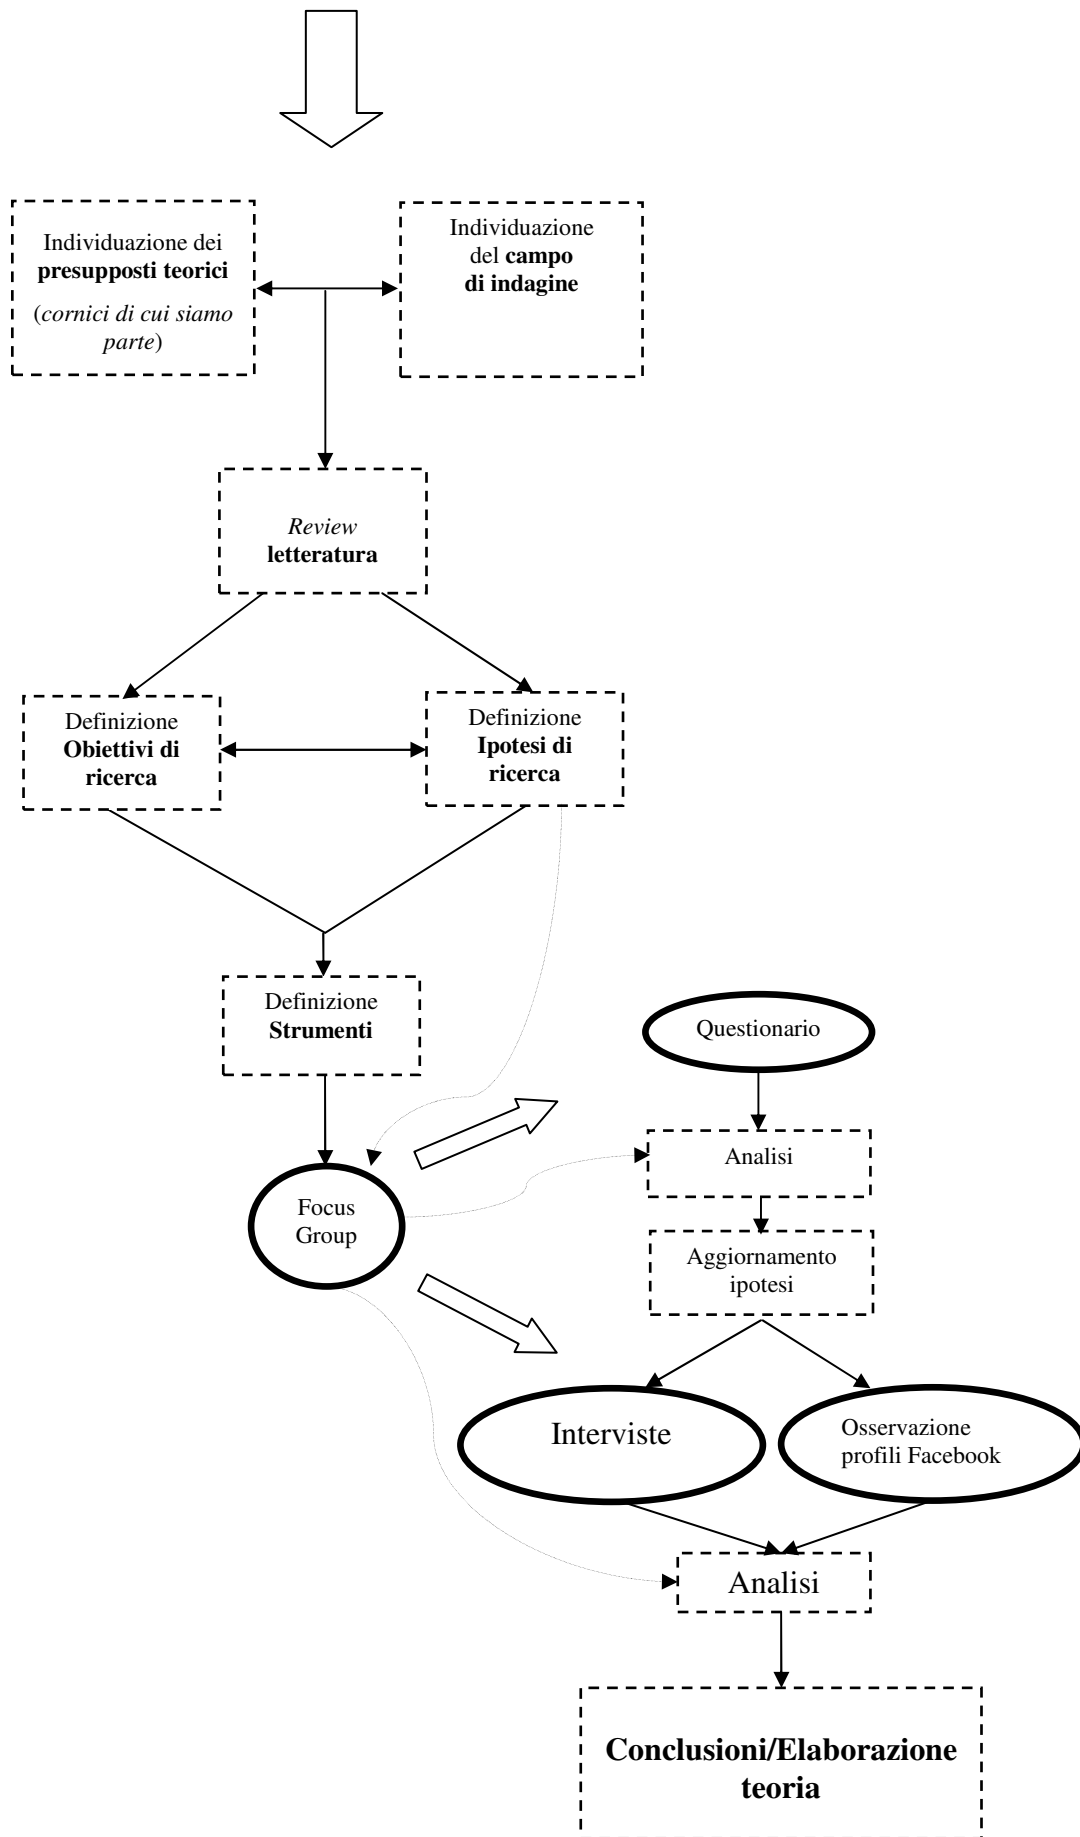 Individuazione dei
presupposti teorici
(cornici di cui siamo
parte)
Individuazione
del campo
di indagine
Review
letteratura
Definizione
Obiettivi di
ricerca
Definizione
Ipotesi di
ricerca
Definizione
Strumenti
Questionario
Analisi
Focus
Group
Aggiornamento
ipotesi
Interviste
Osservazione
profili Facebook
Analisi
Conclusioni/Elaborazione
teoria